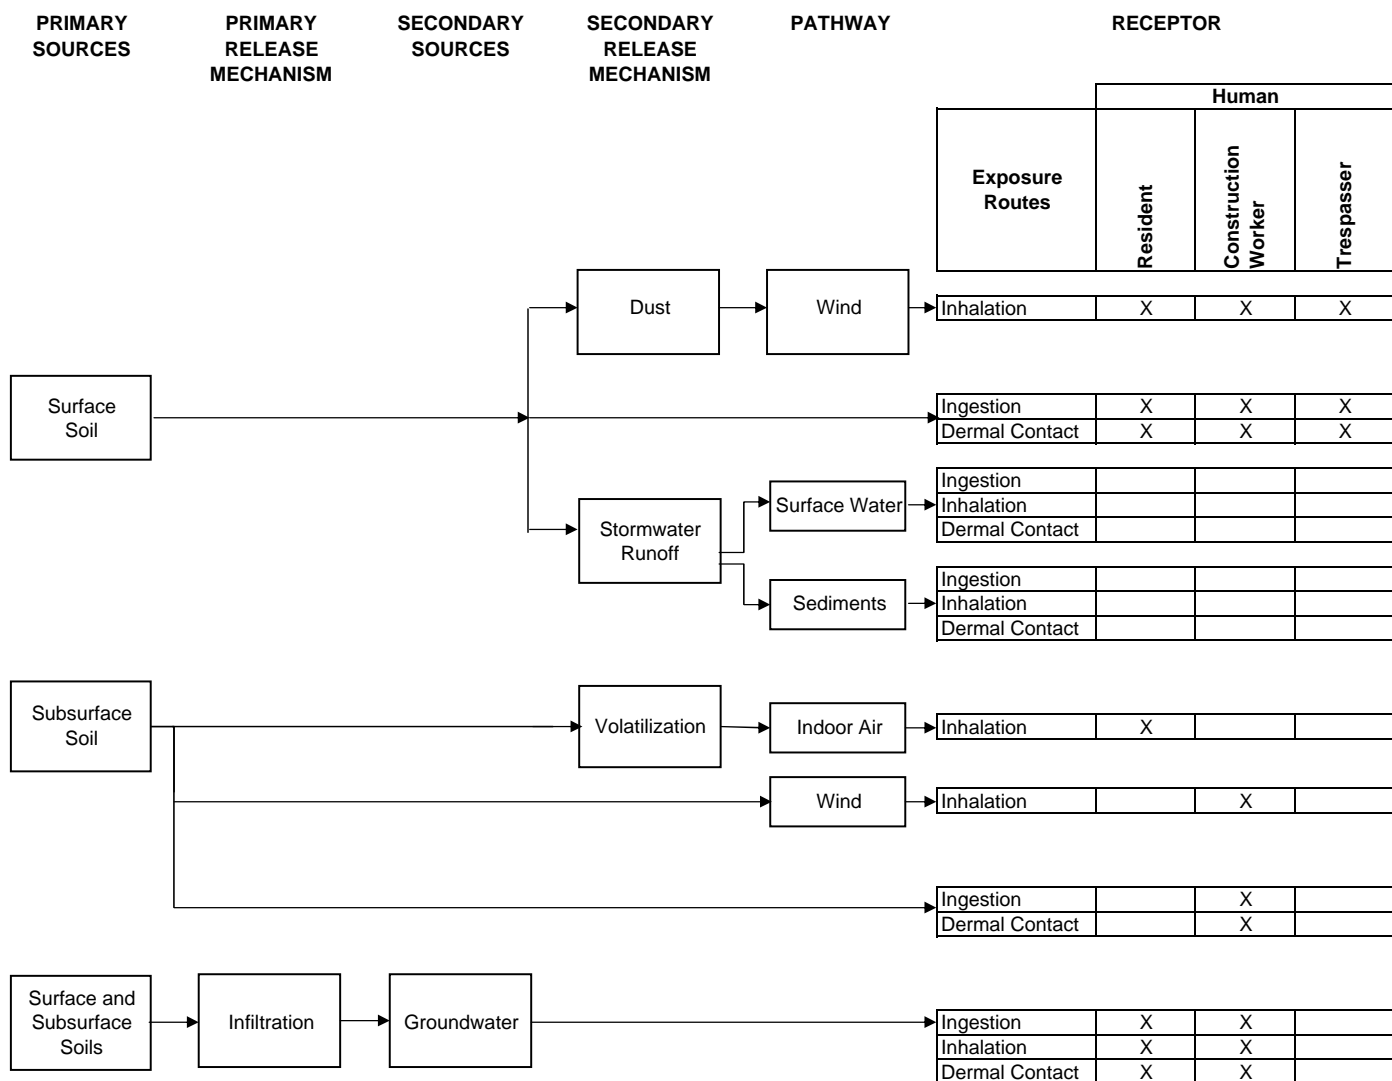 PRIMARY
SOURCES
PRIMARY
RELEASE
MECHANISM
SECONDARY
SOURCES
SECONDARY
RELEASE
MECHANISM
PATHWAY
RECEPTOR
Human
Exposure
Routes
Resident
Construction
Worker
Trespasser
Dust
Wind
Inhalation X X X
Surface
Soil
Ingestion X X X
Dermal Contact X X X
Stormwater
Runoff
Surface Water
Ingestion
Inhalation
Dermal Contact
Sediments
Ingestion
Inhalation
Dermal Contact
Subsurface
Soil
Volatilization
Indoor Air
Inhalation X
Wind
Inhalation X
Ingestion X
Dermal Contact X
Surface and
Subsurface
Soils
Infiltration
Groundwater
Ingestion X X
Inhalation X X
Dermal Contact X X